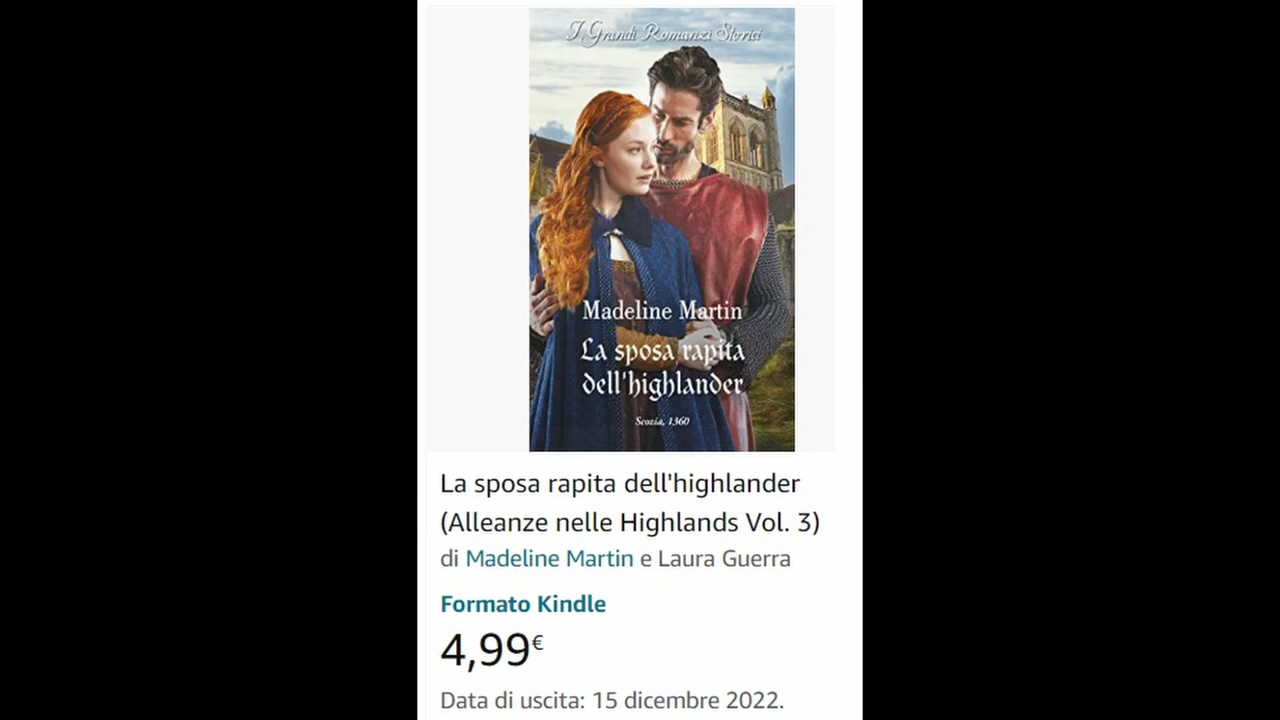 I Grandi Romanzi Storici
Madeline Martin
La sposa rapita
dell'highlander
Scozia, 1360
La sposa rapita dell'highlander
(Alleanze nelle Highlands Vol. 3)
di Madeline Martin e Laura Guerra
Formato Kindle
4,99€
Data di uscita: 15 dicembre 2022.